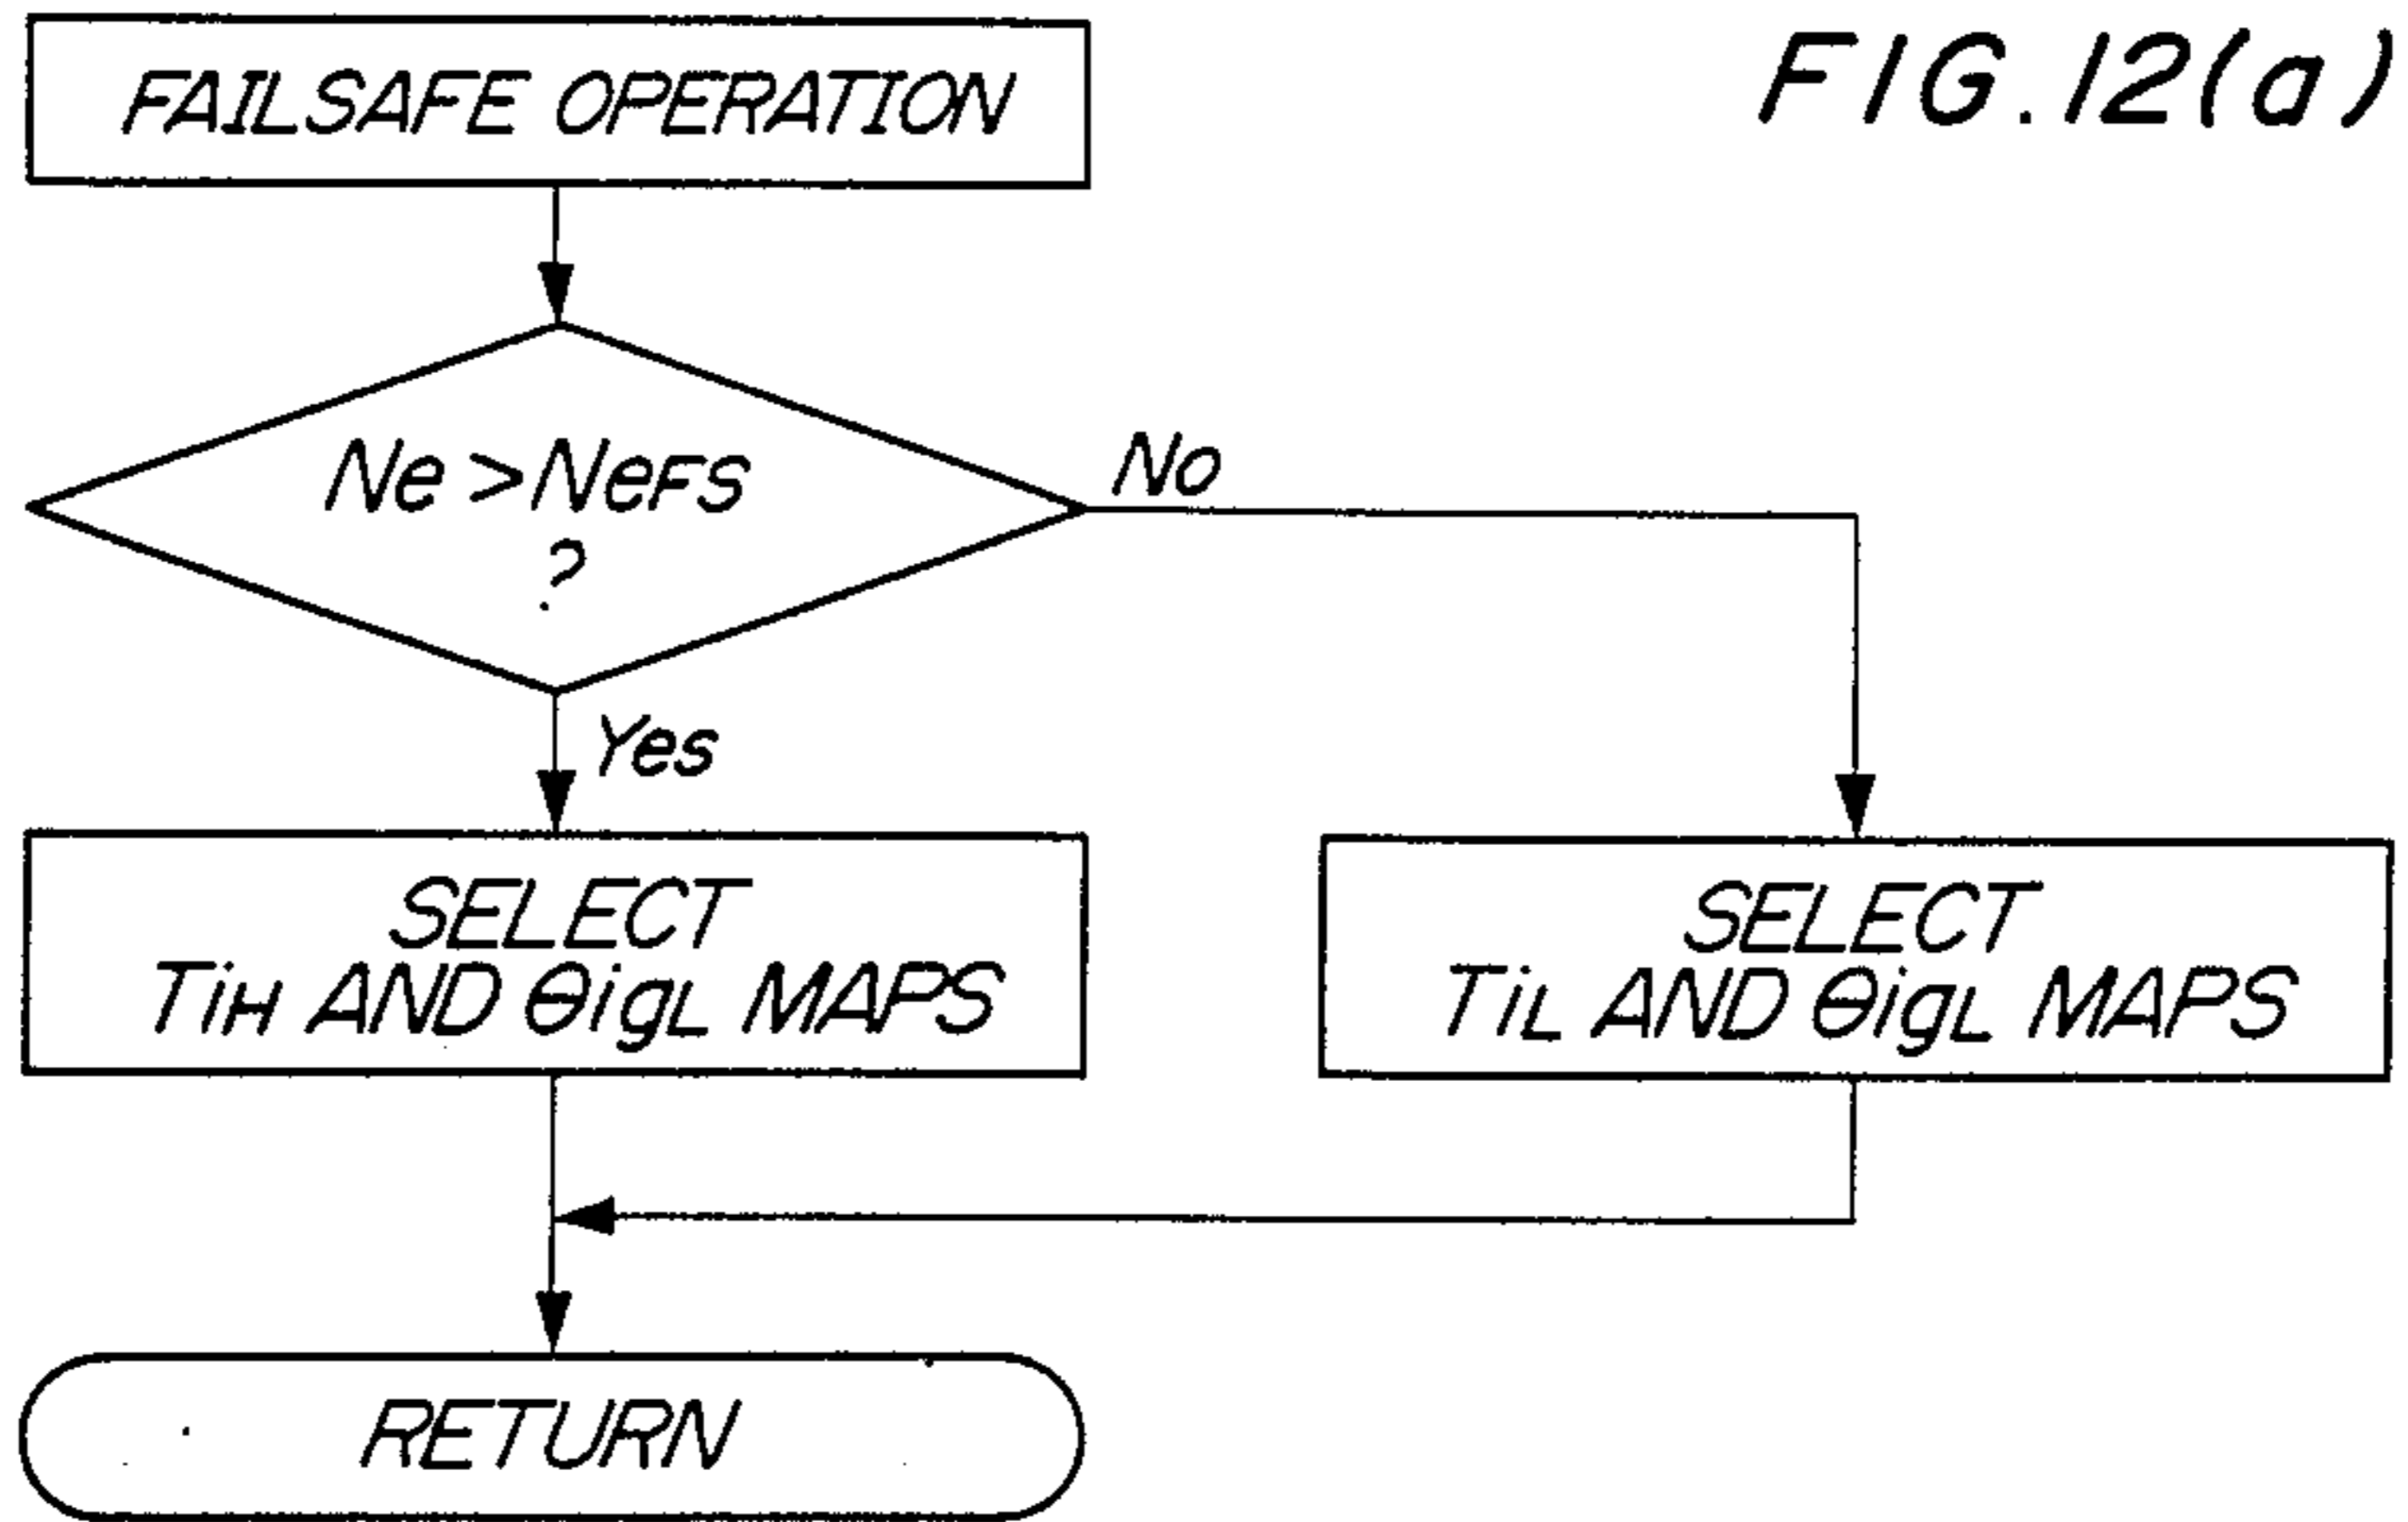 FIG.12(a)
FAILSAFE OPERATION
Ne>NeFS
?
No
Yes
SELECT
TiH AND θigL MAPS
SELECT
TiL AND θigL MAPS
RETURN